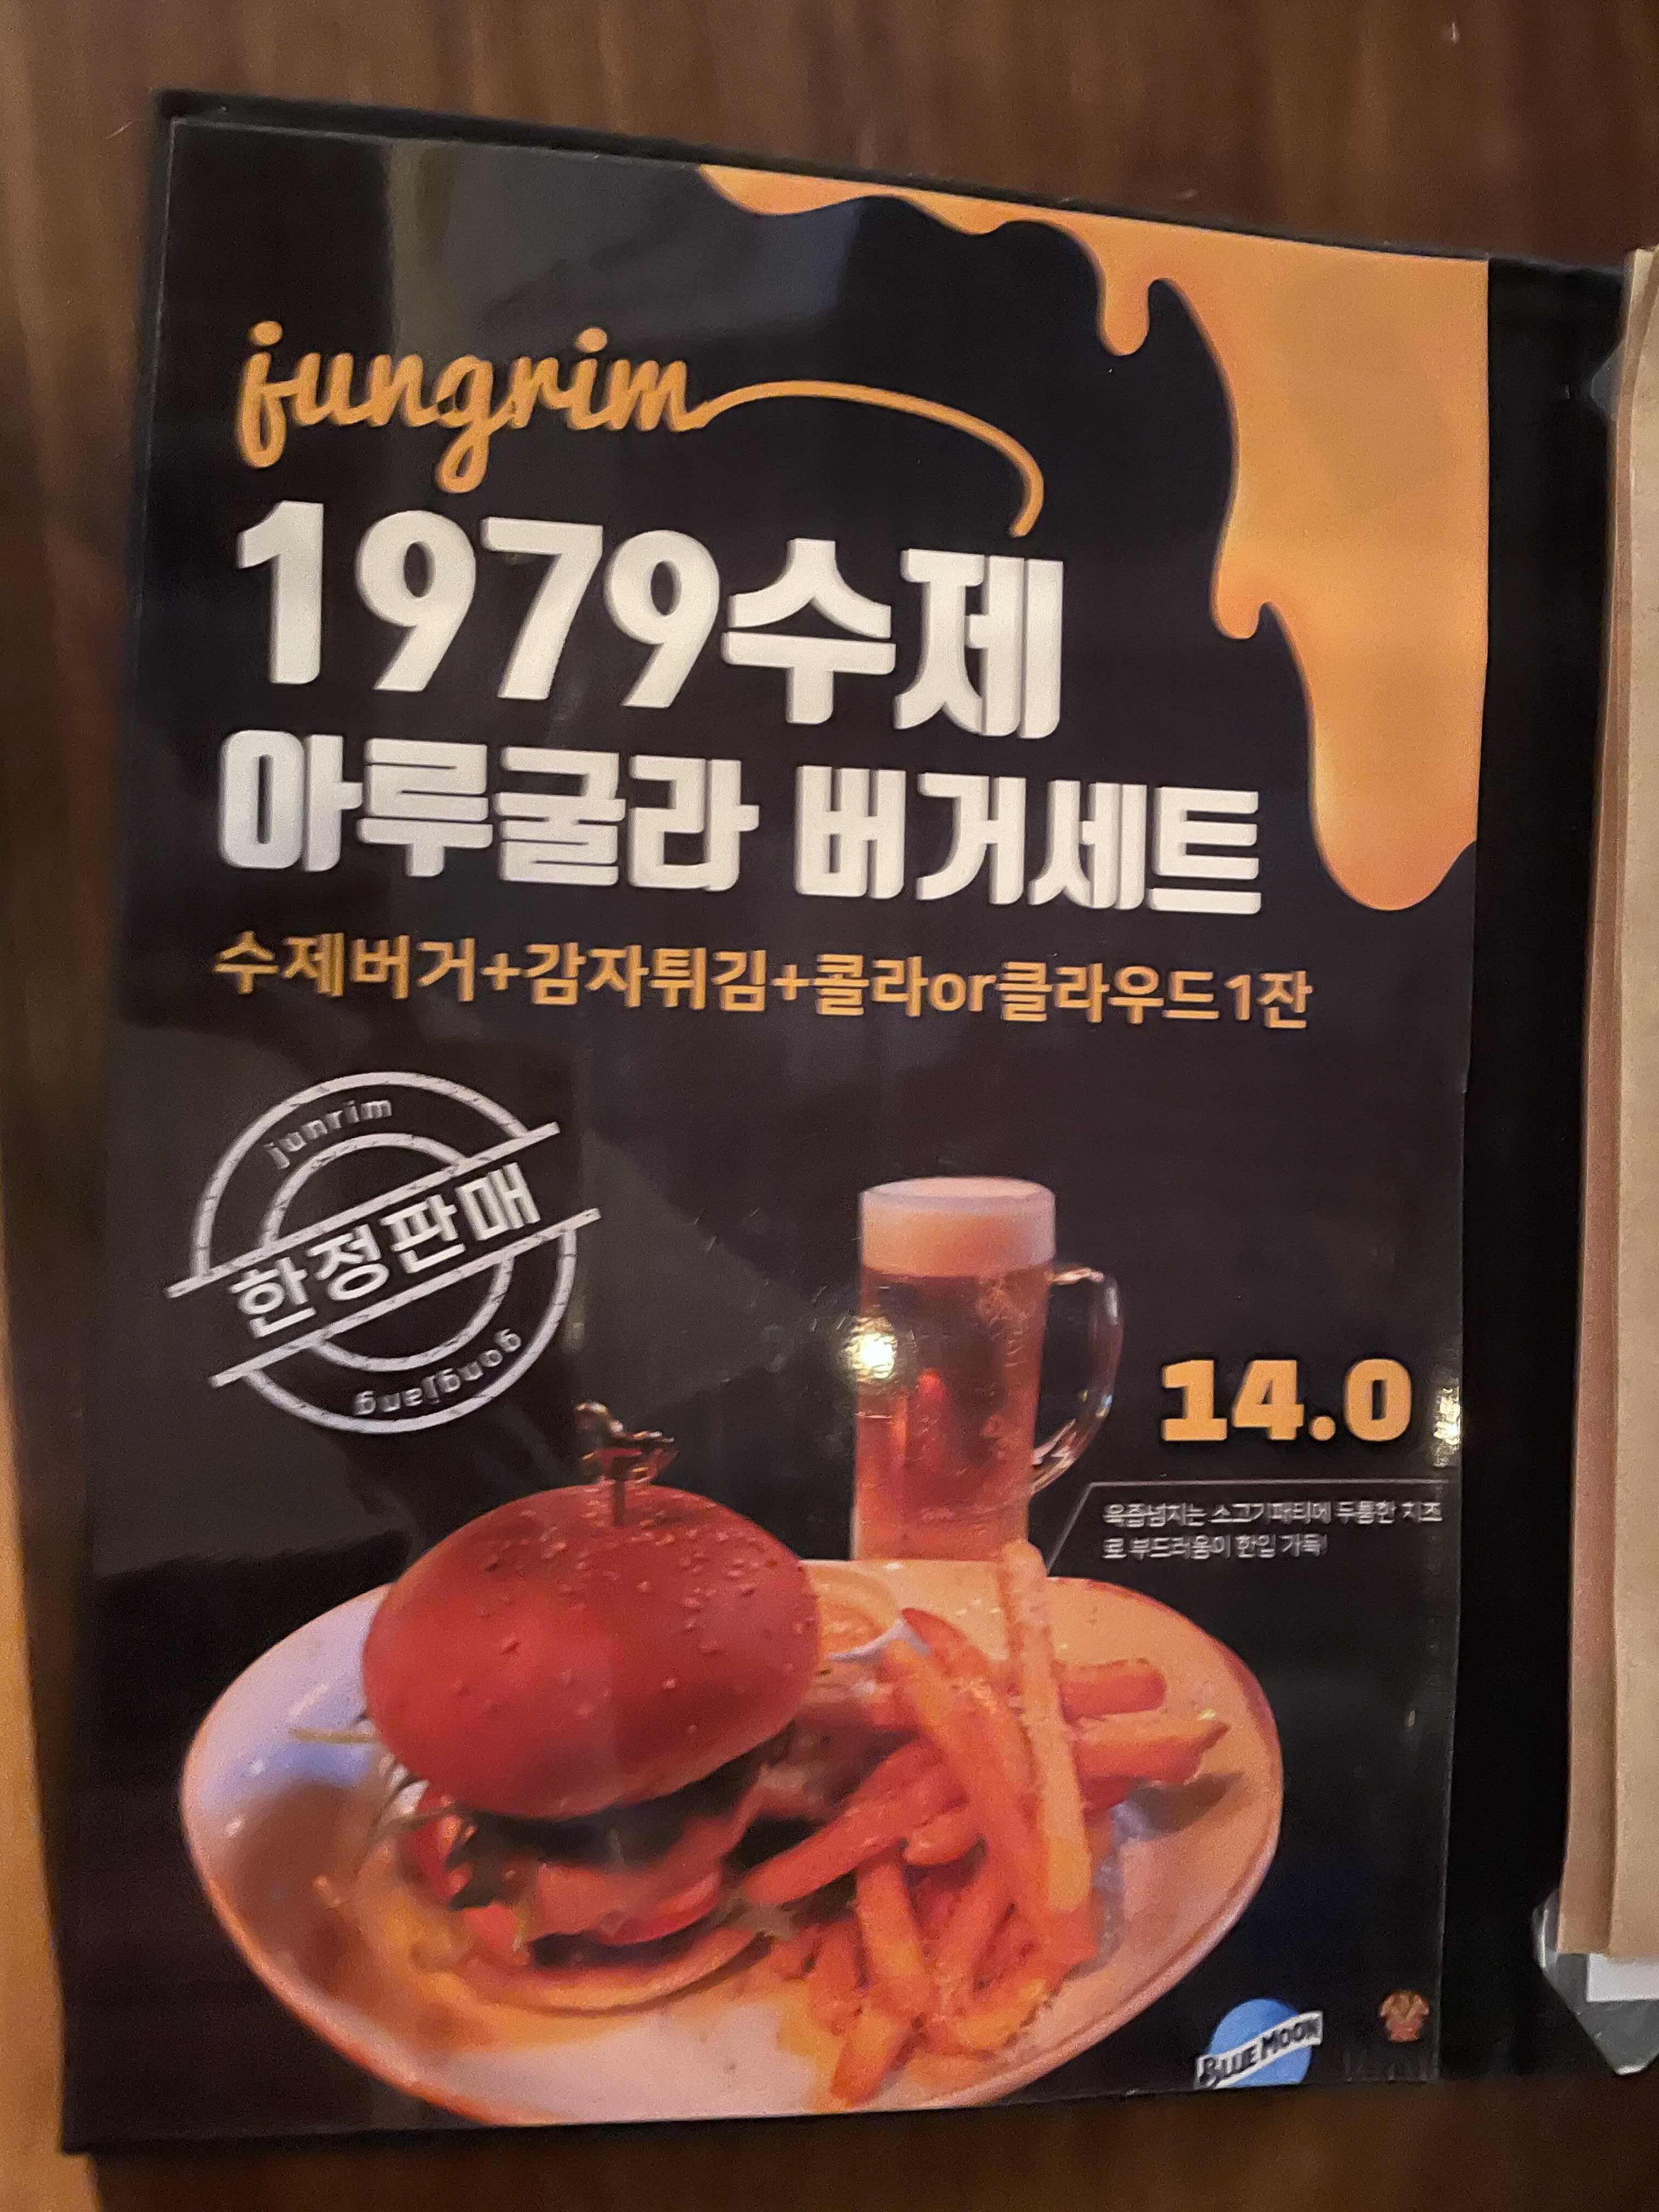 jungrim
1979수제
아루굴라 버거세트
수제버거+감자튀김+콜라or클라우드1잔
junrim
한정판매
gongjang
14.0
육즙넘치는 소고기패티에 두툼한 치즈
로 부드러움이 한입 가득!
BLUE MOON